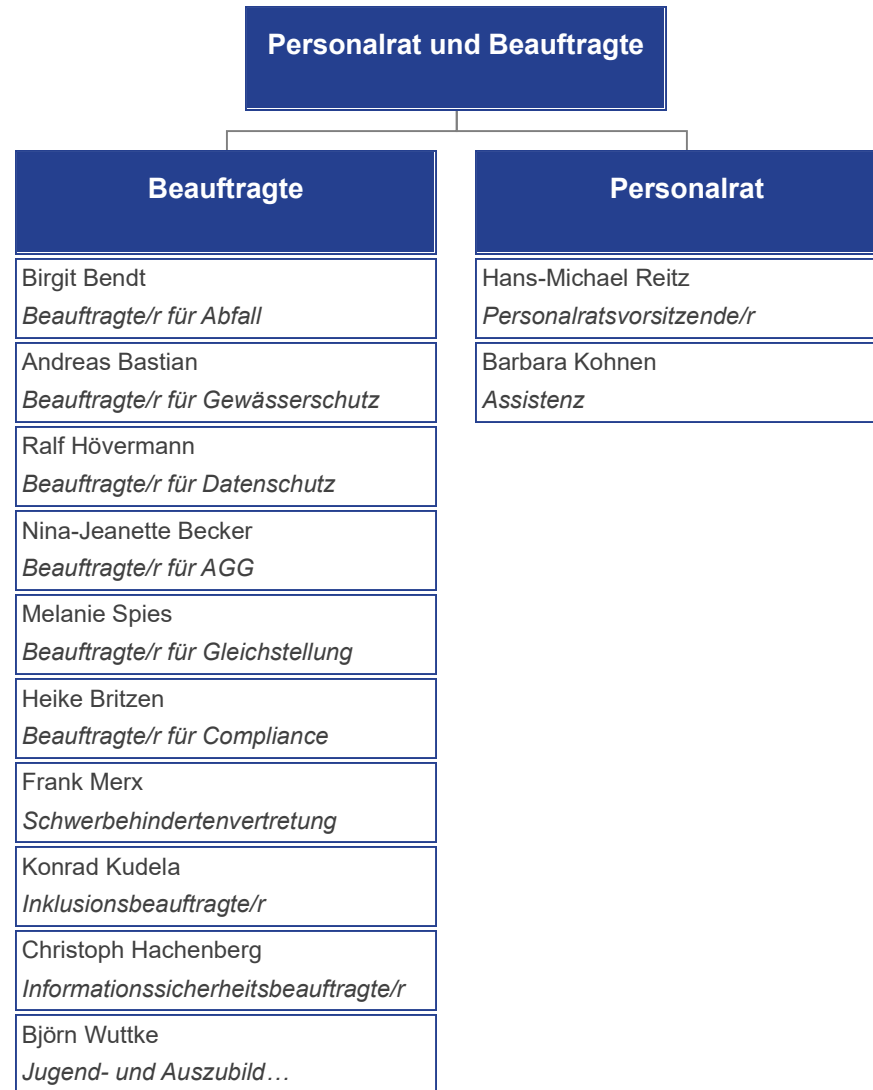 Personalrat und Beauftragte
Beauftragte
Birgit Bendt
Beauftragte/r für Abfall
Andreas Bastian
Beauftragte/r für Gewässerschutz
Ralf Hövermann
Beauftragte/r für Datenschutz
Nina-Jeanette Becker
Beauftragte/r für AGG
Melanie Spies
Beauftragte/r für Gleichstellung
Heike Britzen
Beauftragte/r für Compliance
Frank Merx
Schwerbehindertenvertretung
Konrad Kudela
Inklusionsbeauftragte/r
Christoph Hachenberg
Informationssicherheitsbeauftragte/r
Björn Wuttke
Jugend- und Auszubild…
Personalrat
Hans-Michael Reitz
Personalratsvorsitzende/r
Barbara Kohnen
Assistenz